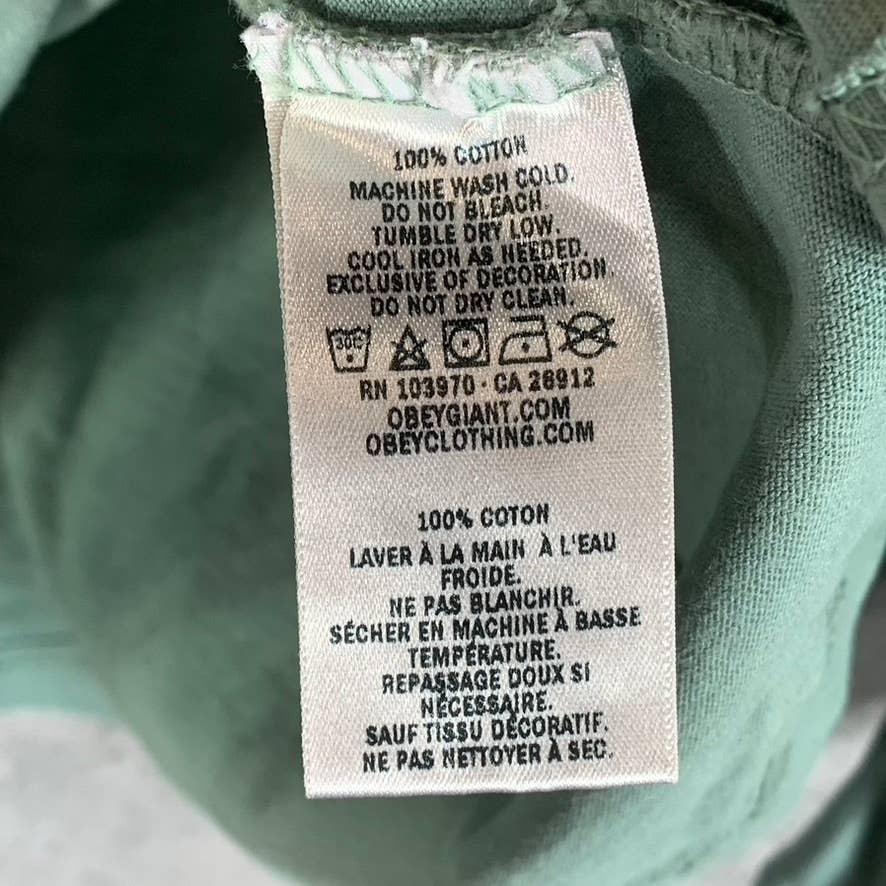 100% COTTON
MACHINE WASH COLD.
DO NOT BLEACH.
TUMBLE DRY LOW.
COOL IRON AS NEEDED.
EXCLUSIVE OF DECORATION.
DO NOT DRY CLEAN.
30C
RN 103970 · CA 26912
OBEYGIANT.COM
OBEYCLOTHING.COM
100% COTON
LAVER À LA MAIN À L'EAU
FROIDE.
NE PAS BLANCHIR.
SÉCHER EN MACHINE À BASSE
TEMPÉRATURE.
REPASSAGE DOUX SI
NÉCESSAIRE.
SAUF TISSU DÉCORATIF.
NE PAS NETTOYER À SEC.